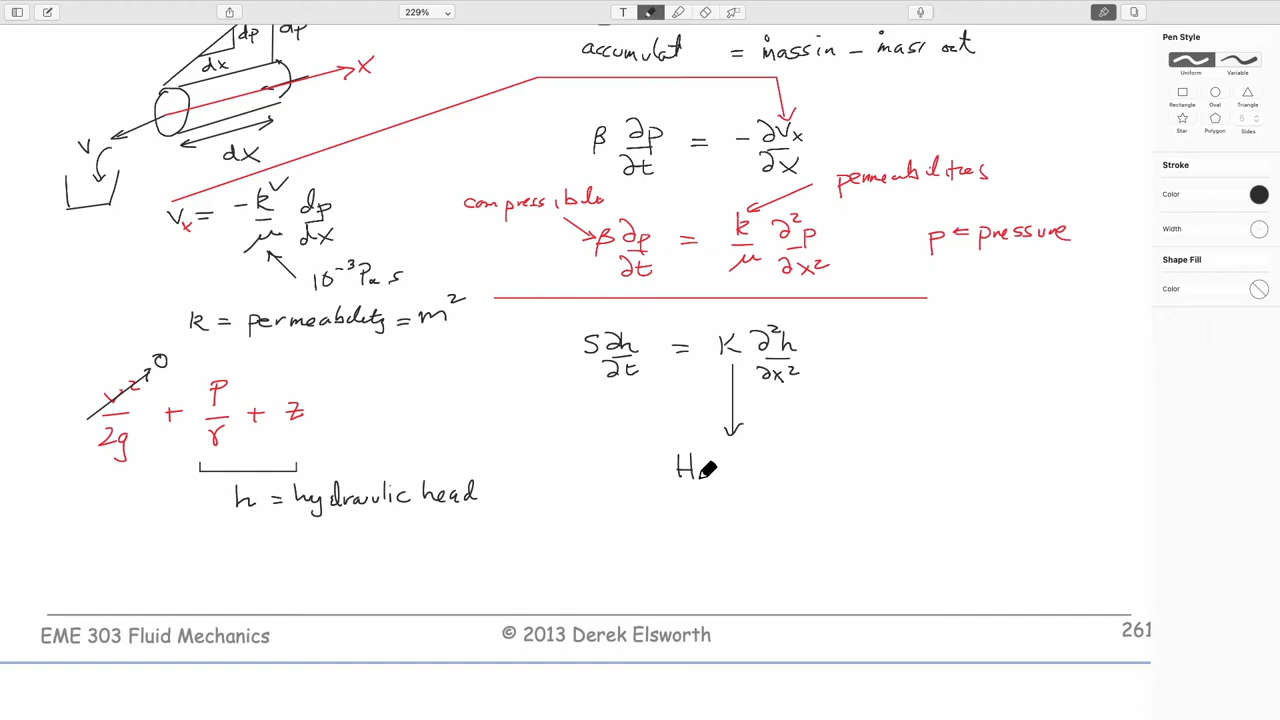 229%
T
dp
dp
dx
X
accumulat = ṁass in – ṁass out
V
dx
β ∂p/∂t = - ∂Vx/∂x
permeabilities
compressible
Vx = -k/μ dp/dx
β ∂p/∂t = k/μ ∂²p/∂x²
p ← pressure
10⁻³ Pa s
k = permeability = m²
S ∂h/∂t = K ∂²h/∂x²
0
v²/2g + P/γ + z
H
h = hydraulic head
EME 303 Fluid Mechanics © 2013 Derek Elsworth 261
Pen Style
Uniform Variable
Rectangle Oval Triangle
5
Star Polygon Sides
Stroke
Color
Width
Shape Fill
Color